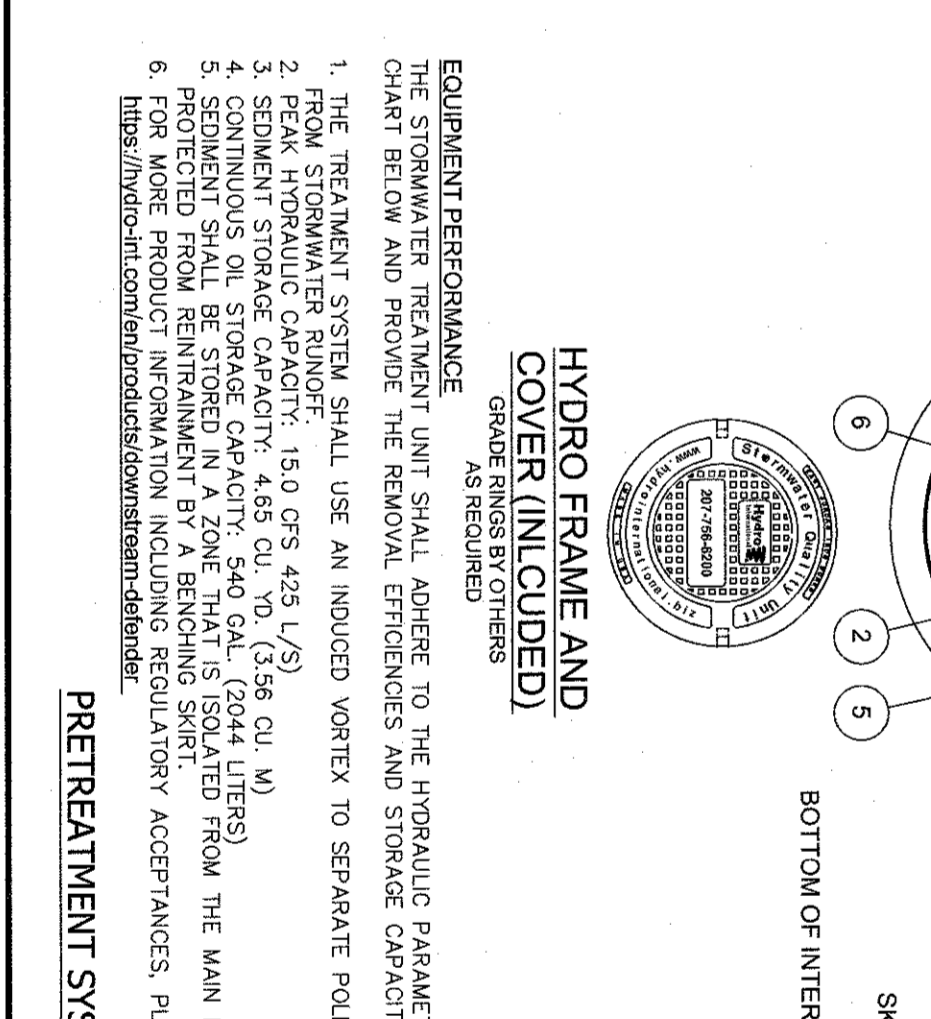 6
2
5
SK
BOTTOM OF INTER
Stormwater Quality Unit
Hydro
International
207-756-6200
www.hydrointernational.biz
HYDRO FRAME AND
COVER (INLCUDED)
GRADE RINGS BY OTHERS
AS REQUIRED
EQUIPMENT PERFORMANCE
THE STORMWATER TREATMENT UNIT SHALL ADHERE TO THE HYDRAULIC PARAMET
CHART BELOW AND PROVIDE THE REMOVAL EFFICIENCIES AND STORAGE CAPACIT
1. THE TREATMENT SYSTEM SHALL USE AN INDUCED VORTEX TO SEPARATE POLL
FROM STORMWATER RUNOFF.
2. PEAK HYDRAULIC CAPACITY: 15.0 CFS 425 L/S)
3. SEDIMENT STORAGE CAPACITY: 4.65 CU. YD. (3.56 CU. M)
4. CONTINUOUS OIL STORAGE CAPACITY: 540 GAL. (2044 LITERS)
5. SEDIMENT SHALL BE STORED IN A ZONE THAT IS ISOLATED FROM THE MAIN
PROTECTED FROM REINTRAINMENT BY A BENCHING SKIRT.
6. FOR MORE PRODUCT INFORMATION INCLUDING REGULATORY ACCEPTANCES, PL
https://hydro-int.com/en/products/downstream-defender
PRETREATMENT SYS